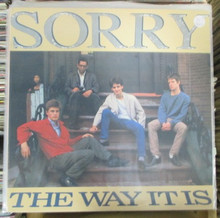 SORRY
THE WAY IT IS